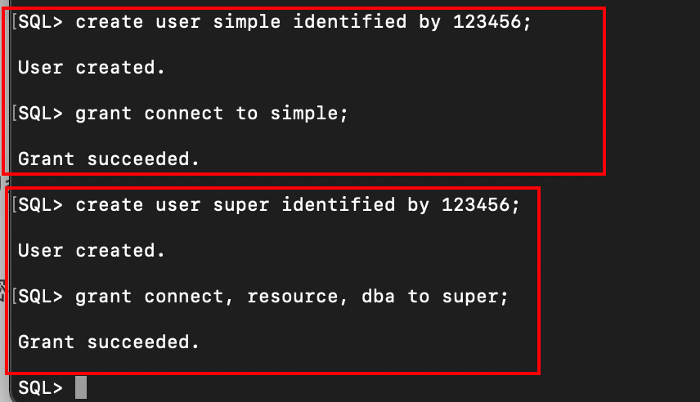 [SQL> create user simple identified by 123456;
User created.
[SQL> grant connect to simple;
Grant succeeded.
[SQL> create user super identified by 123456;
User created.
[SQL> grant connect, resource, dba to super;
Grant succeeded.
SQL>